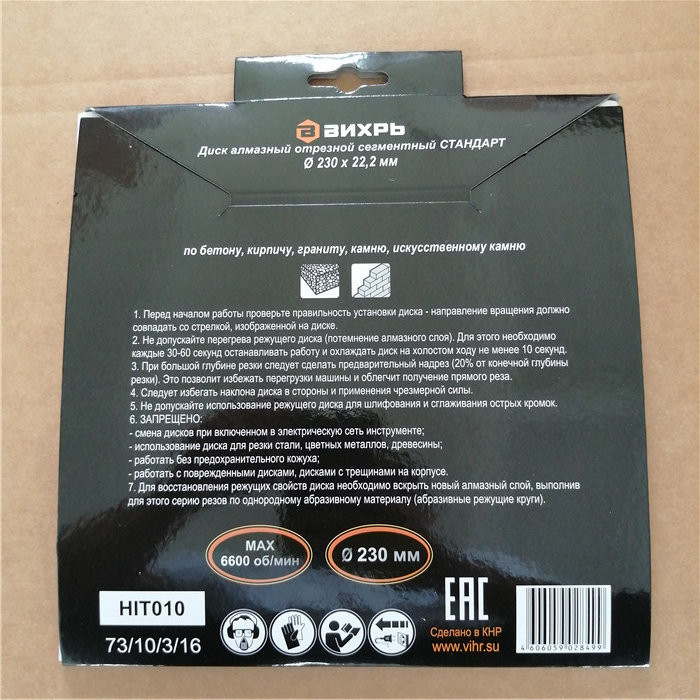 ВИХРЬ
Диск алмазный отрезной сегментный СТАНДАРТ
Ø 230 x 22,2 мм
по бетону, кирпичу, граниту, камню, искусственному камню
1. Перед началом работы проверьте правильность установки диска - направление вращения должно
совпадать со стрелкой, изображенной на диске.
2. Не допускайте перегрева режущего диска (потемнение алмазного слоя). Для этого необходимо
каждые 30-60 секунд останавливать работу и охлаждать диск на холостом ходу не менее 10 секунд.
3. При большой глубине резки следует сделать предварительный надрез (20% от конечной глубины
резки). Это позволит избежать перегрузки машины и облегчит получение прямого реза.
4. Следует избегать наклона диска в стороны и применения чрезмерной силы.
5. Не допускайте использование режущего диска для шлифования и сглаживания острых кромок.
6. ЗАПРЕЩЕНО:
- смена дисков при включенном в электрическую сеть инструменте;
- использование диска для резки стали, цветных металлов, древесины;
- работать без предохранительного кожуха;
- работать с поврежденными дисками, дисками с трещинами на корпусе.
7. Для восстановления режущих свойств диска необходимо вскрыть новый алмазный слой, выполнив
для этого серию резов по однородному абразивному материалу (абразивные режущие круги).
MAX
6600 об/мин
Ø 230 мм
HIT010
73/10/3/16
EAC
Сделано в КНР
www.vihr.su
4606059028499